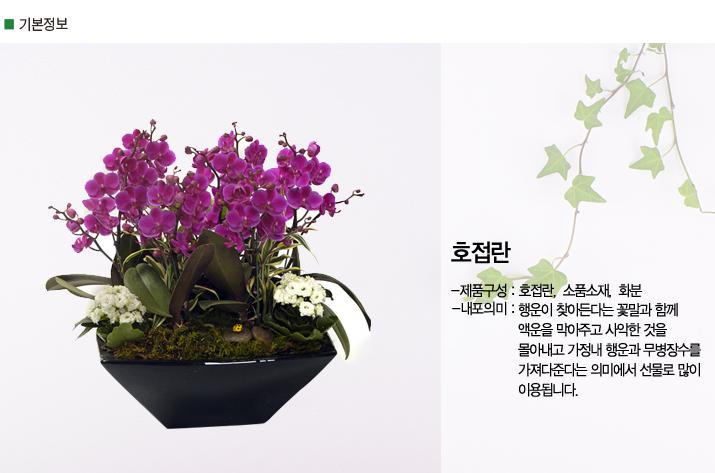 ■ 기본정보
호접란
-제품구성 : 호접란, 소품소재, 화분
-내포의미 : 행운이 찾아든다는 꽃말과 함께
액운을 막아주고 사악한 것을
몰아내고 가정내 행운과 무병장수를
가져다준다는 의미에서 선물로 많이
이용됩니다.